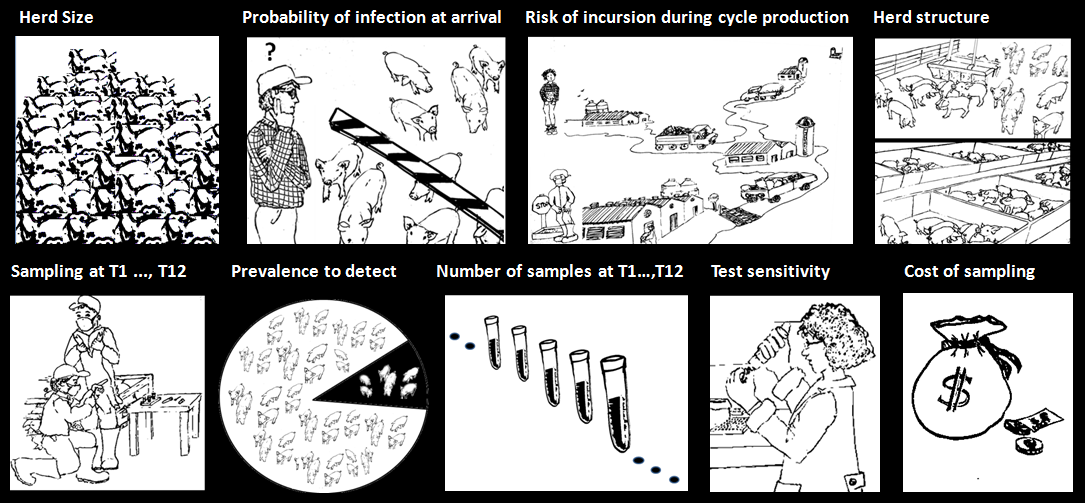 Herd Size
Probability of infection at arrival
Risk of incursion during cycle production
Herd structure
?
STOP
Sampling at T1 ..., T12
Prevalence to detect
Number of samples at T1...,T12
Test sensitivity
Cost of sampling
$